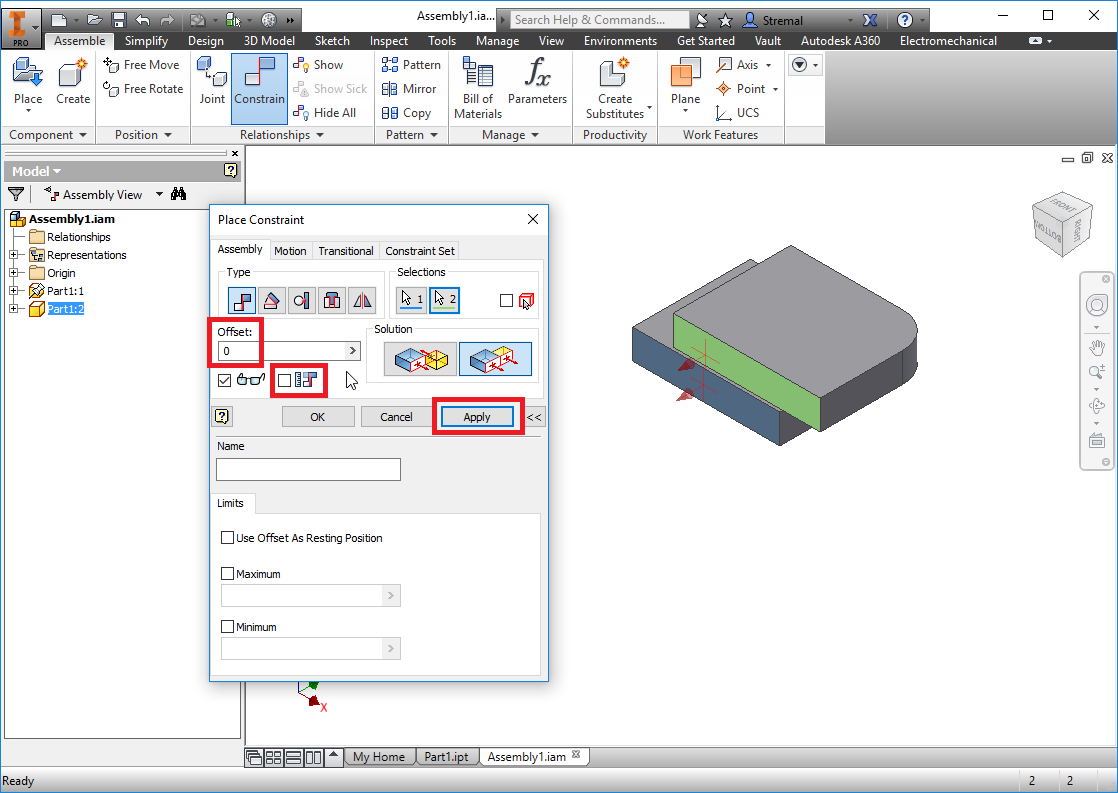 Assembly1.ia...
Search Help & Commands...
Stremal
PRO
Assemble Simplify Design 3D Model Sketch Inspect Tools Manage View Environments Get Started Vault Autodesk A360 Electromechanical
Place
Create
Free Move
Free Rotate
Joint
Constrain
Show
Show Sick
Hide All
Pattern
Mirror
Copy
Bill of
Materials
fx
Parameters
Create
Substitutes
Plane
Axis
Point
UCS
Component Position Relationships Pattern Manage Productivity Work Features
Model
Assembly View
Assembly1.iam
Relationships
Representations
Origin
Part1:1
Part1:2
Place Constraint
Assembly Motion Transitional Constraint Set
Type
Selections
1 2
Offset:
0
Solution
OK Cancel Apply <<
Name
Limits
Use Offset As Resting Position
Maximum
Minimum
FRONT
BOTTOM
RIGHT
X
My Home Part1.ipt Assembly1.iam
Ready
2 2